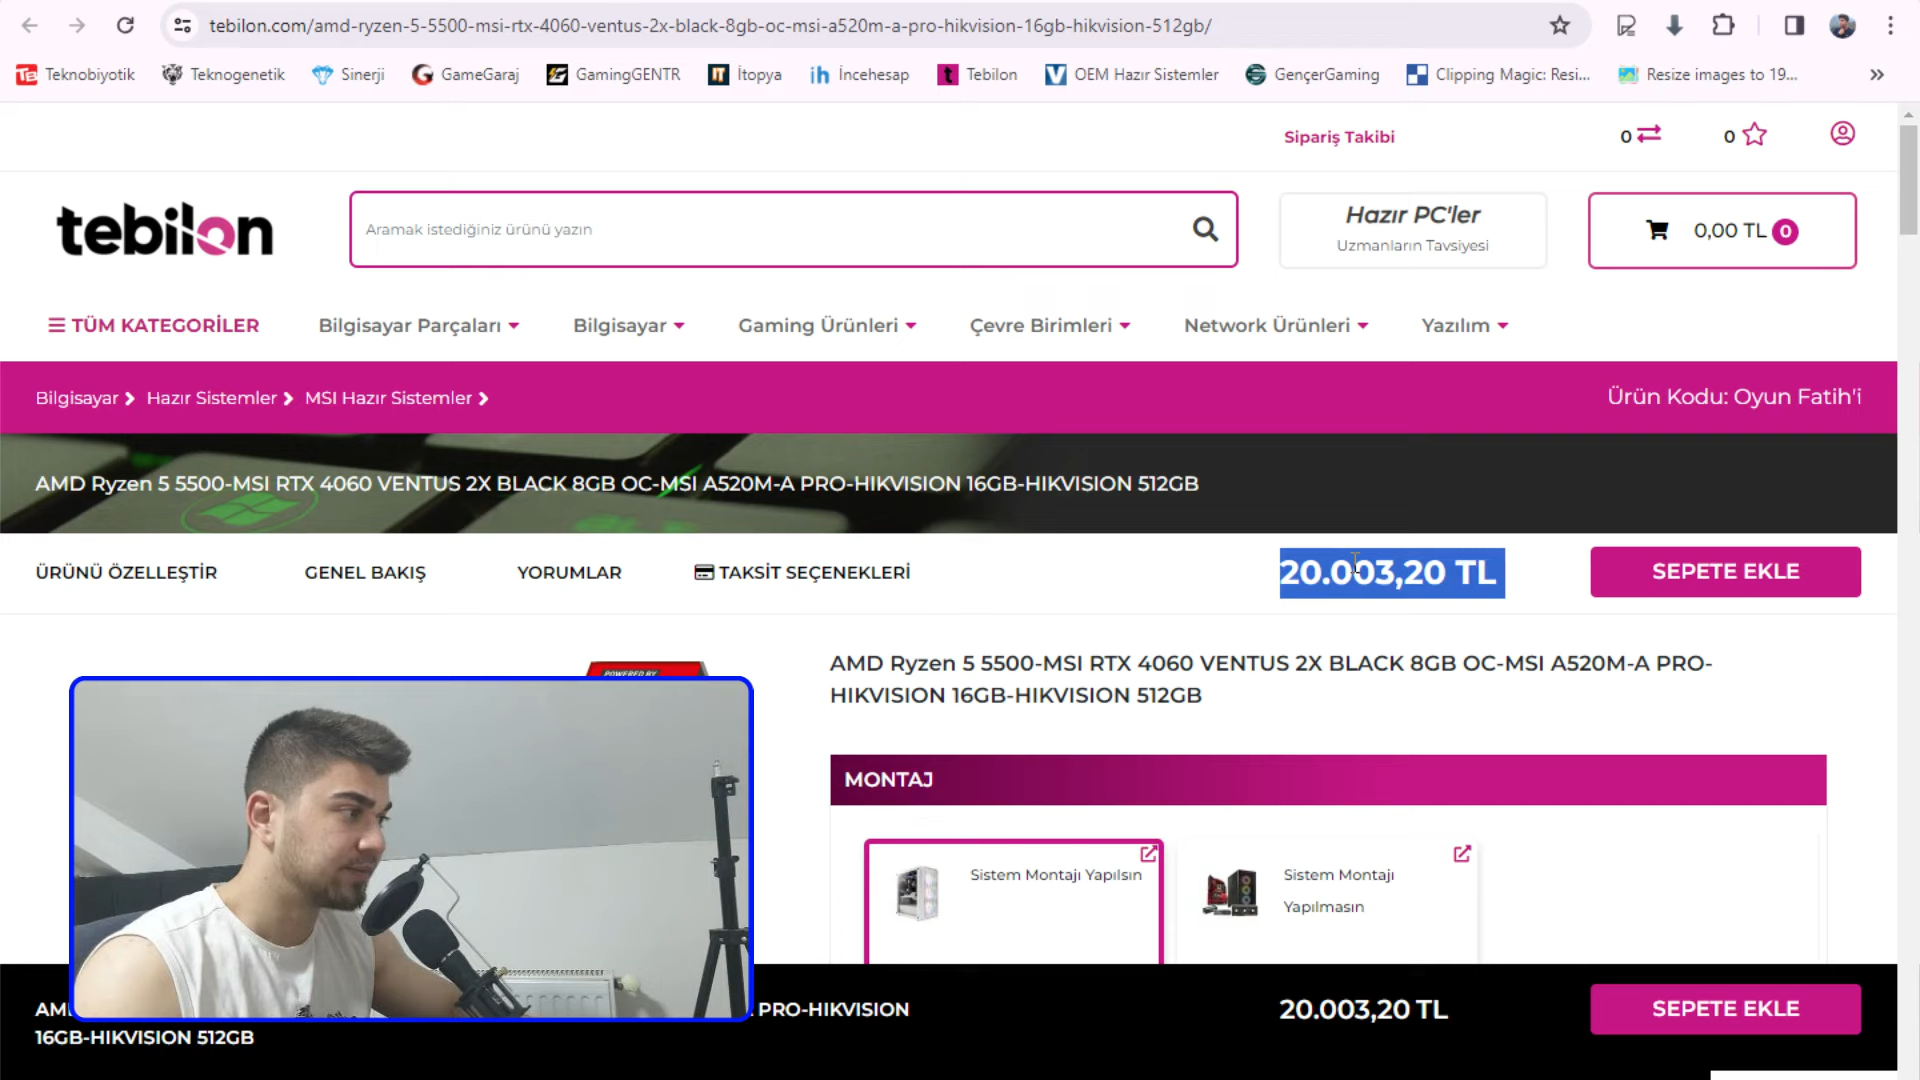 tebilon.com/amd-ryzen-5-5500-msi-rtx-4060-ventus-2x-black-8gb-oc-msi-a520m-a-pro-hikvision-16gb-hikvision-512gb/
Teknobiyotik
Teknogenetik
Sinerji
GameGaraj
GamingGENTR
İtopya
İncehesap
Tebilon
OEM Hazır Sistemler
GençerGaming
Clipping Magic: Resi...
Resize images to 19...
Sipariş Takibi
0
0
tebilon
Aramak istediğiniz ürünü yazın
Hazır PC'ler
Uzmanların Tavsiyesi
0,00 TL 0
TÜM KATEGORİLER
Bilgisayar Parçaları
Bilgisayar
Gaming Ürünleri
Çevre Birimleri
Network Ürünleri
Yazılım
Bilgisayar
Hazır Sistemler
MSI Hazır Sistemler
Ürün Kodu: Oyun Fatih'i
AMD Ryzen 5 5500-MSI RTX 4060 VENTUS 2X BLACK 8GB OC-MSI A520M-A PRO-HIKVISION 16GB-HIKVISION 512GB
ÜRÜNÜ ÖZELLEŞTİR
GENEL BAKIŞ
YORUMLAR
TAKSİT SEÇENEKLERİ
20.003,20 TL
SEPETE EKLE
POWERED BY
AMD Ryzen 5 5500-MSI RTX 4060 VENTUS 2X BLACK 8GB OC-MSI A520M-A PRO-
HIKVISION 16GB-HIKVISION 512GB
MONTAJ
Sistem Montajı Yapılsın
Sistem Montajı
Yapılmasın
PRO-HIKVISION
16GB-HIKVISION 512GB
20.003,20 TL
SEPETE EKLE